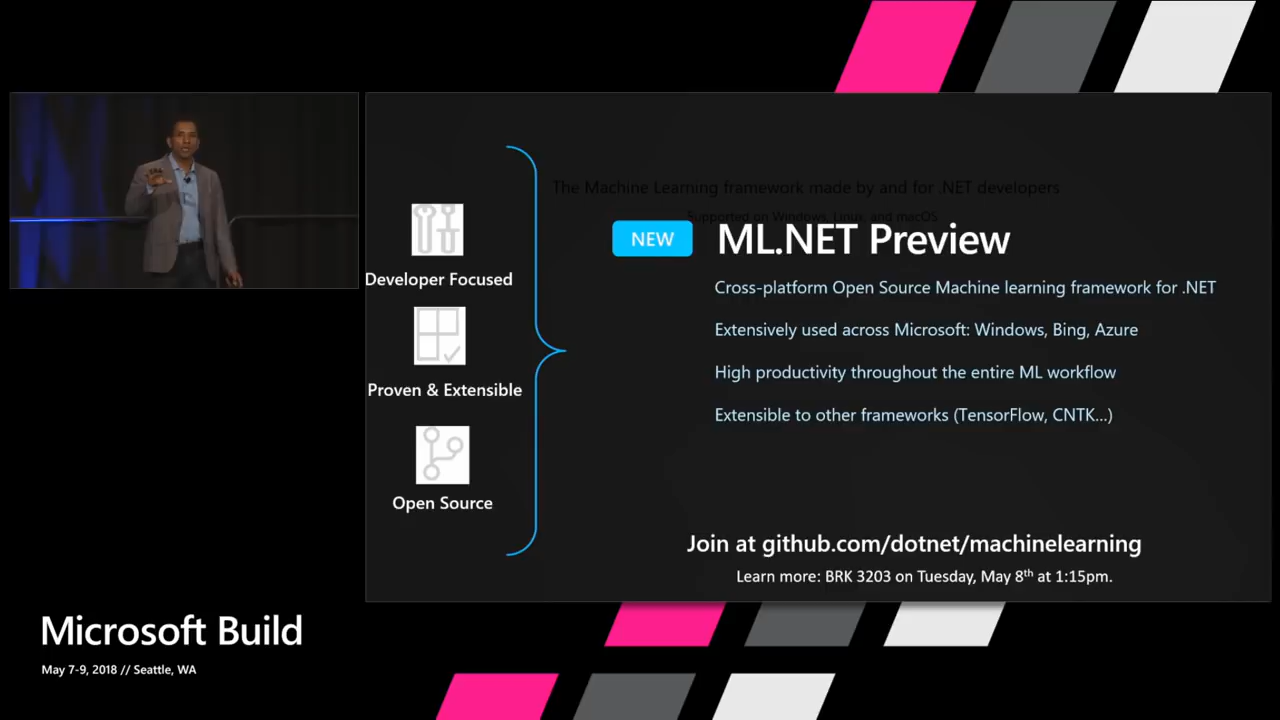 Developer Focused
Proven & Extensible
Open Source
The Machine Learning framework made by and for .NET developers
Supported on Windows, Linux, and macOS
NEW
ML.NET Preview
Cross-platform Open Source Machine learning framework for .NET
Extensively used across Microsoft: Windows, Bing, Azure
High productivity throughout the entire ML workflow
Extensible to other frameworks (TensorFlow, CNTK...)
Join at github.com/dotnet/machinelearning
Learn more: BRK 3203 on Tuesday, May 8th at 1:15pm.
Microsoft Build
May 7-9, 2018 // Seattle, WA